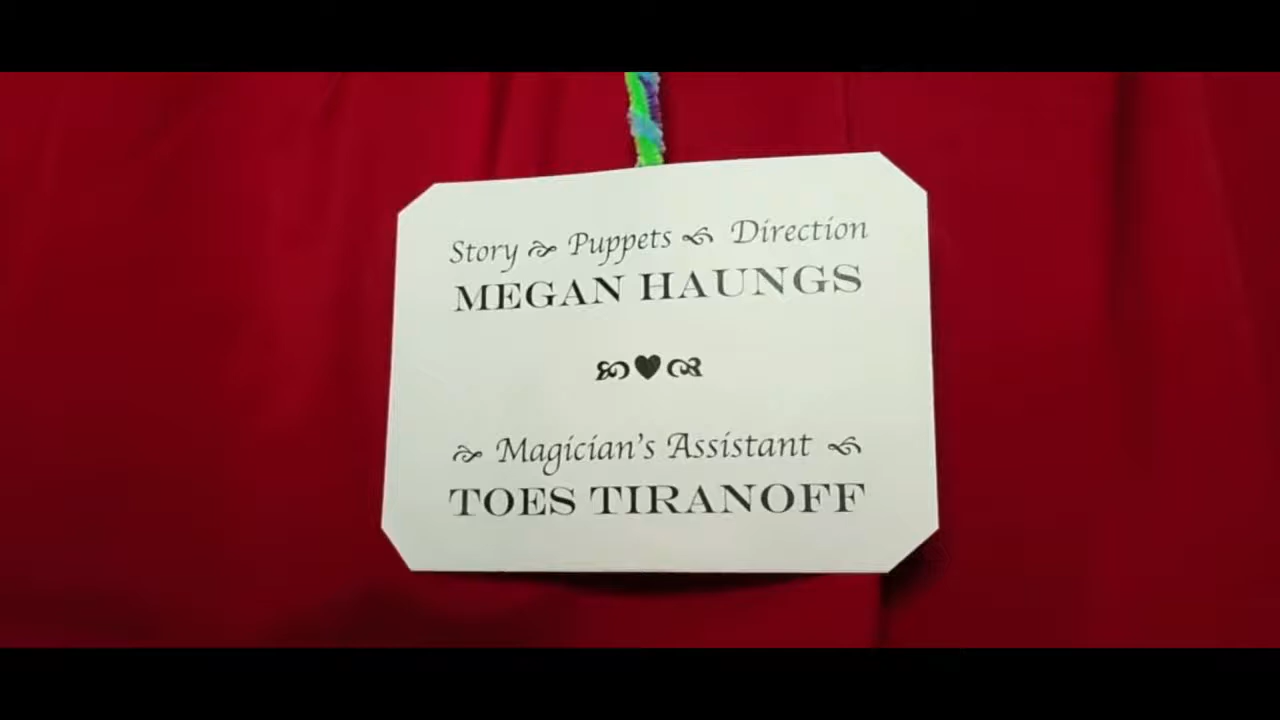 Story Puppets Direction
MEGAN HAUNGS
Magician's Assistant
TOES TIRANOFF